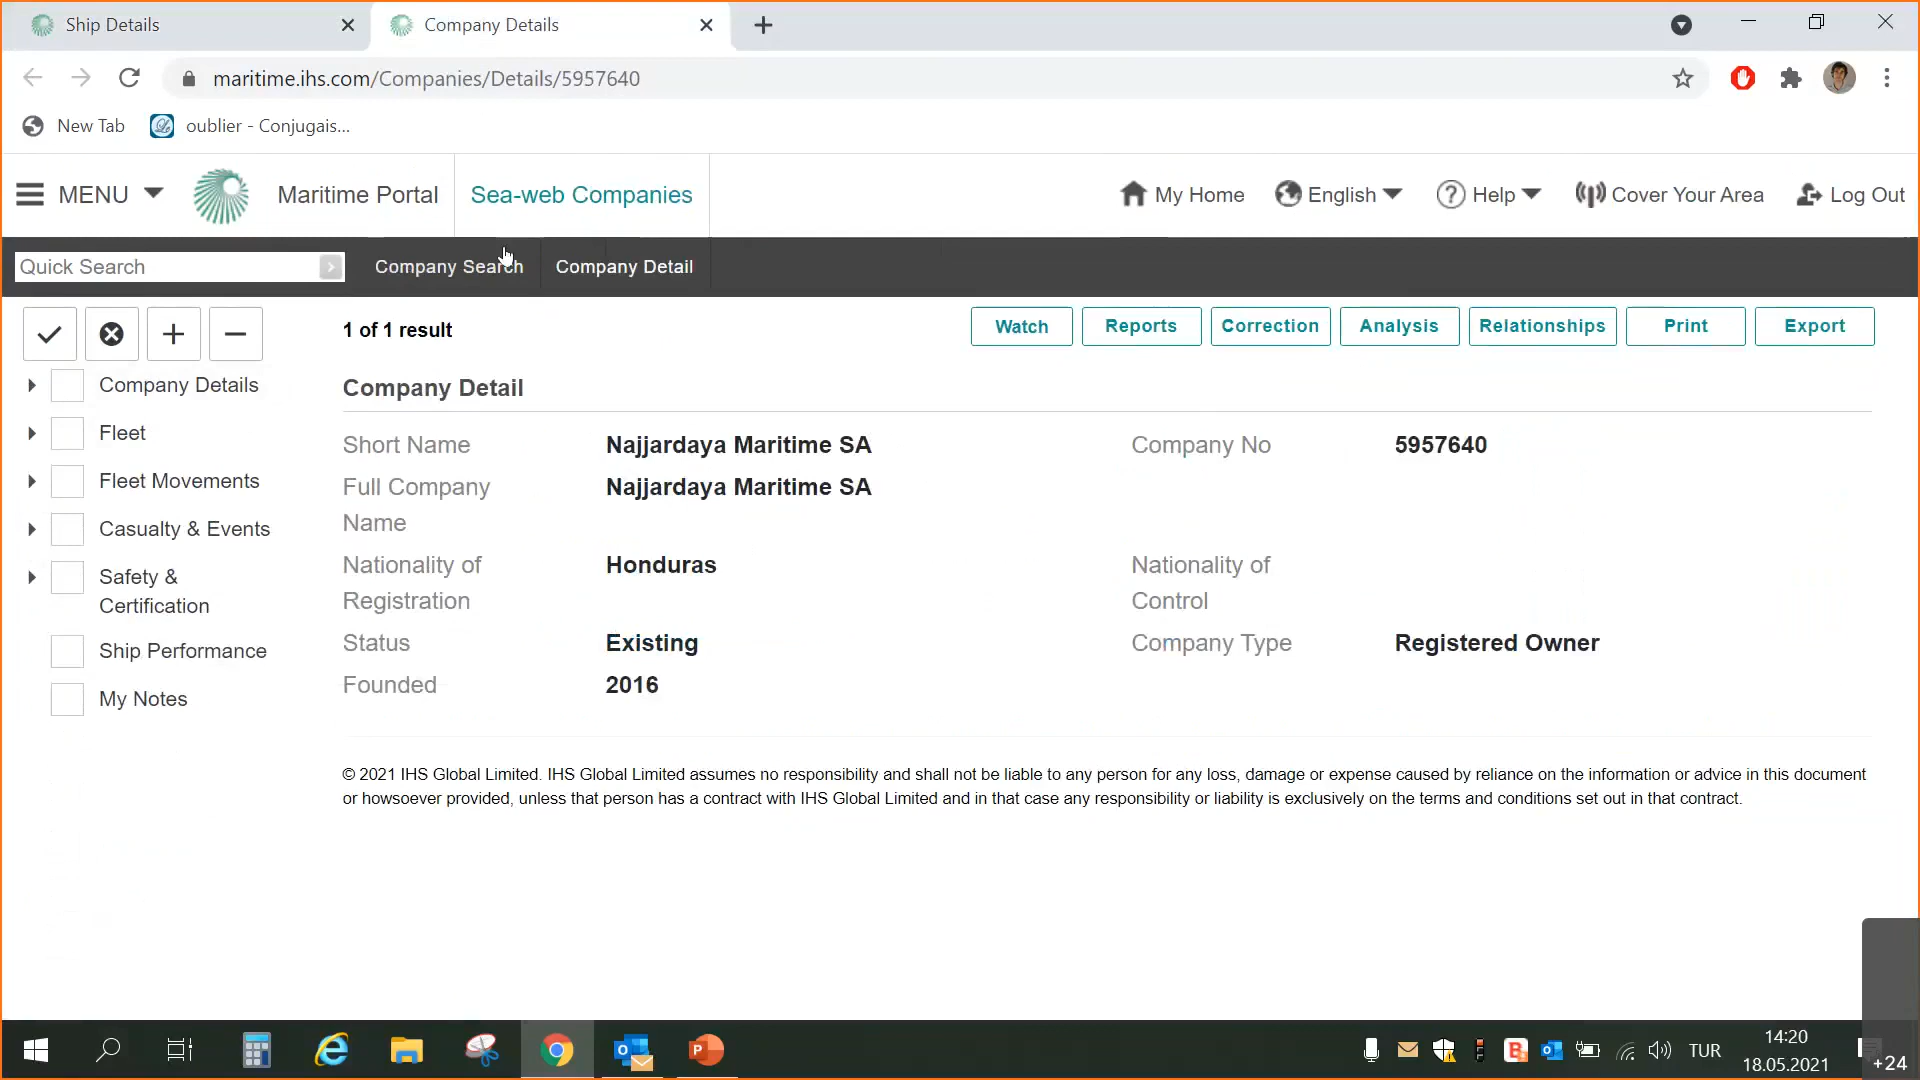 Ship Details
Company Details
maritime.ihs.com/Companies/Details/5957640
New Tab
oublier - Conjugais...
MENU
Maritime Portal
Sea-web Companies
My Home
English
? Help
Cover Your Area
Log Out
Quick Search
Company Search
Company Detail
1 of 1 result
Watch
Reports
Correction
Analysis
Relationships
Print
Export
Company Details
Fleet
Fleet Movements
Casualty & Events
Safety &
Certification
Ship Performance
My Notes
Company Detail
Short Name Najjardaya Maritime SA Company No 5957640
Full Company Najjardaya Maritime SA
Name
Nationality of Honduras Nationality of
Registration Control
Status Existing Company Type Registered Owner
Founded 2016
© 2021 IHS Global Limited. IHS Global Limited assumes no responsibility and shall not be liable to any person for any loss, damage or expense caused by reliance on the information or advice in this document
or howsoever provided, unless that person has a contract with IHS Global Limited and in that case any responsibility or liability is exclusively on the terms and conditions set out in that contract.
TUR
14:20
18.05.2021
+24